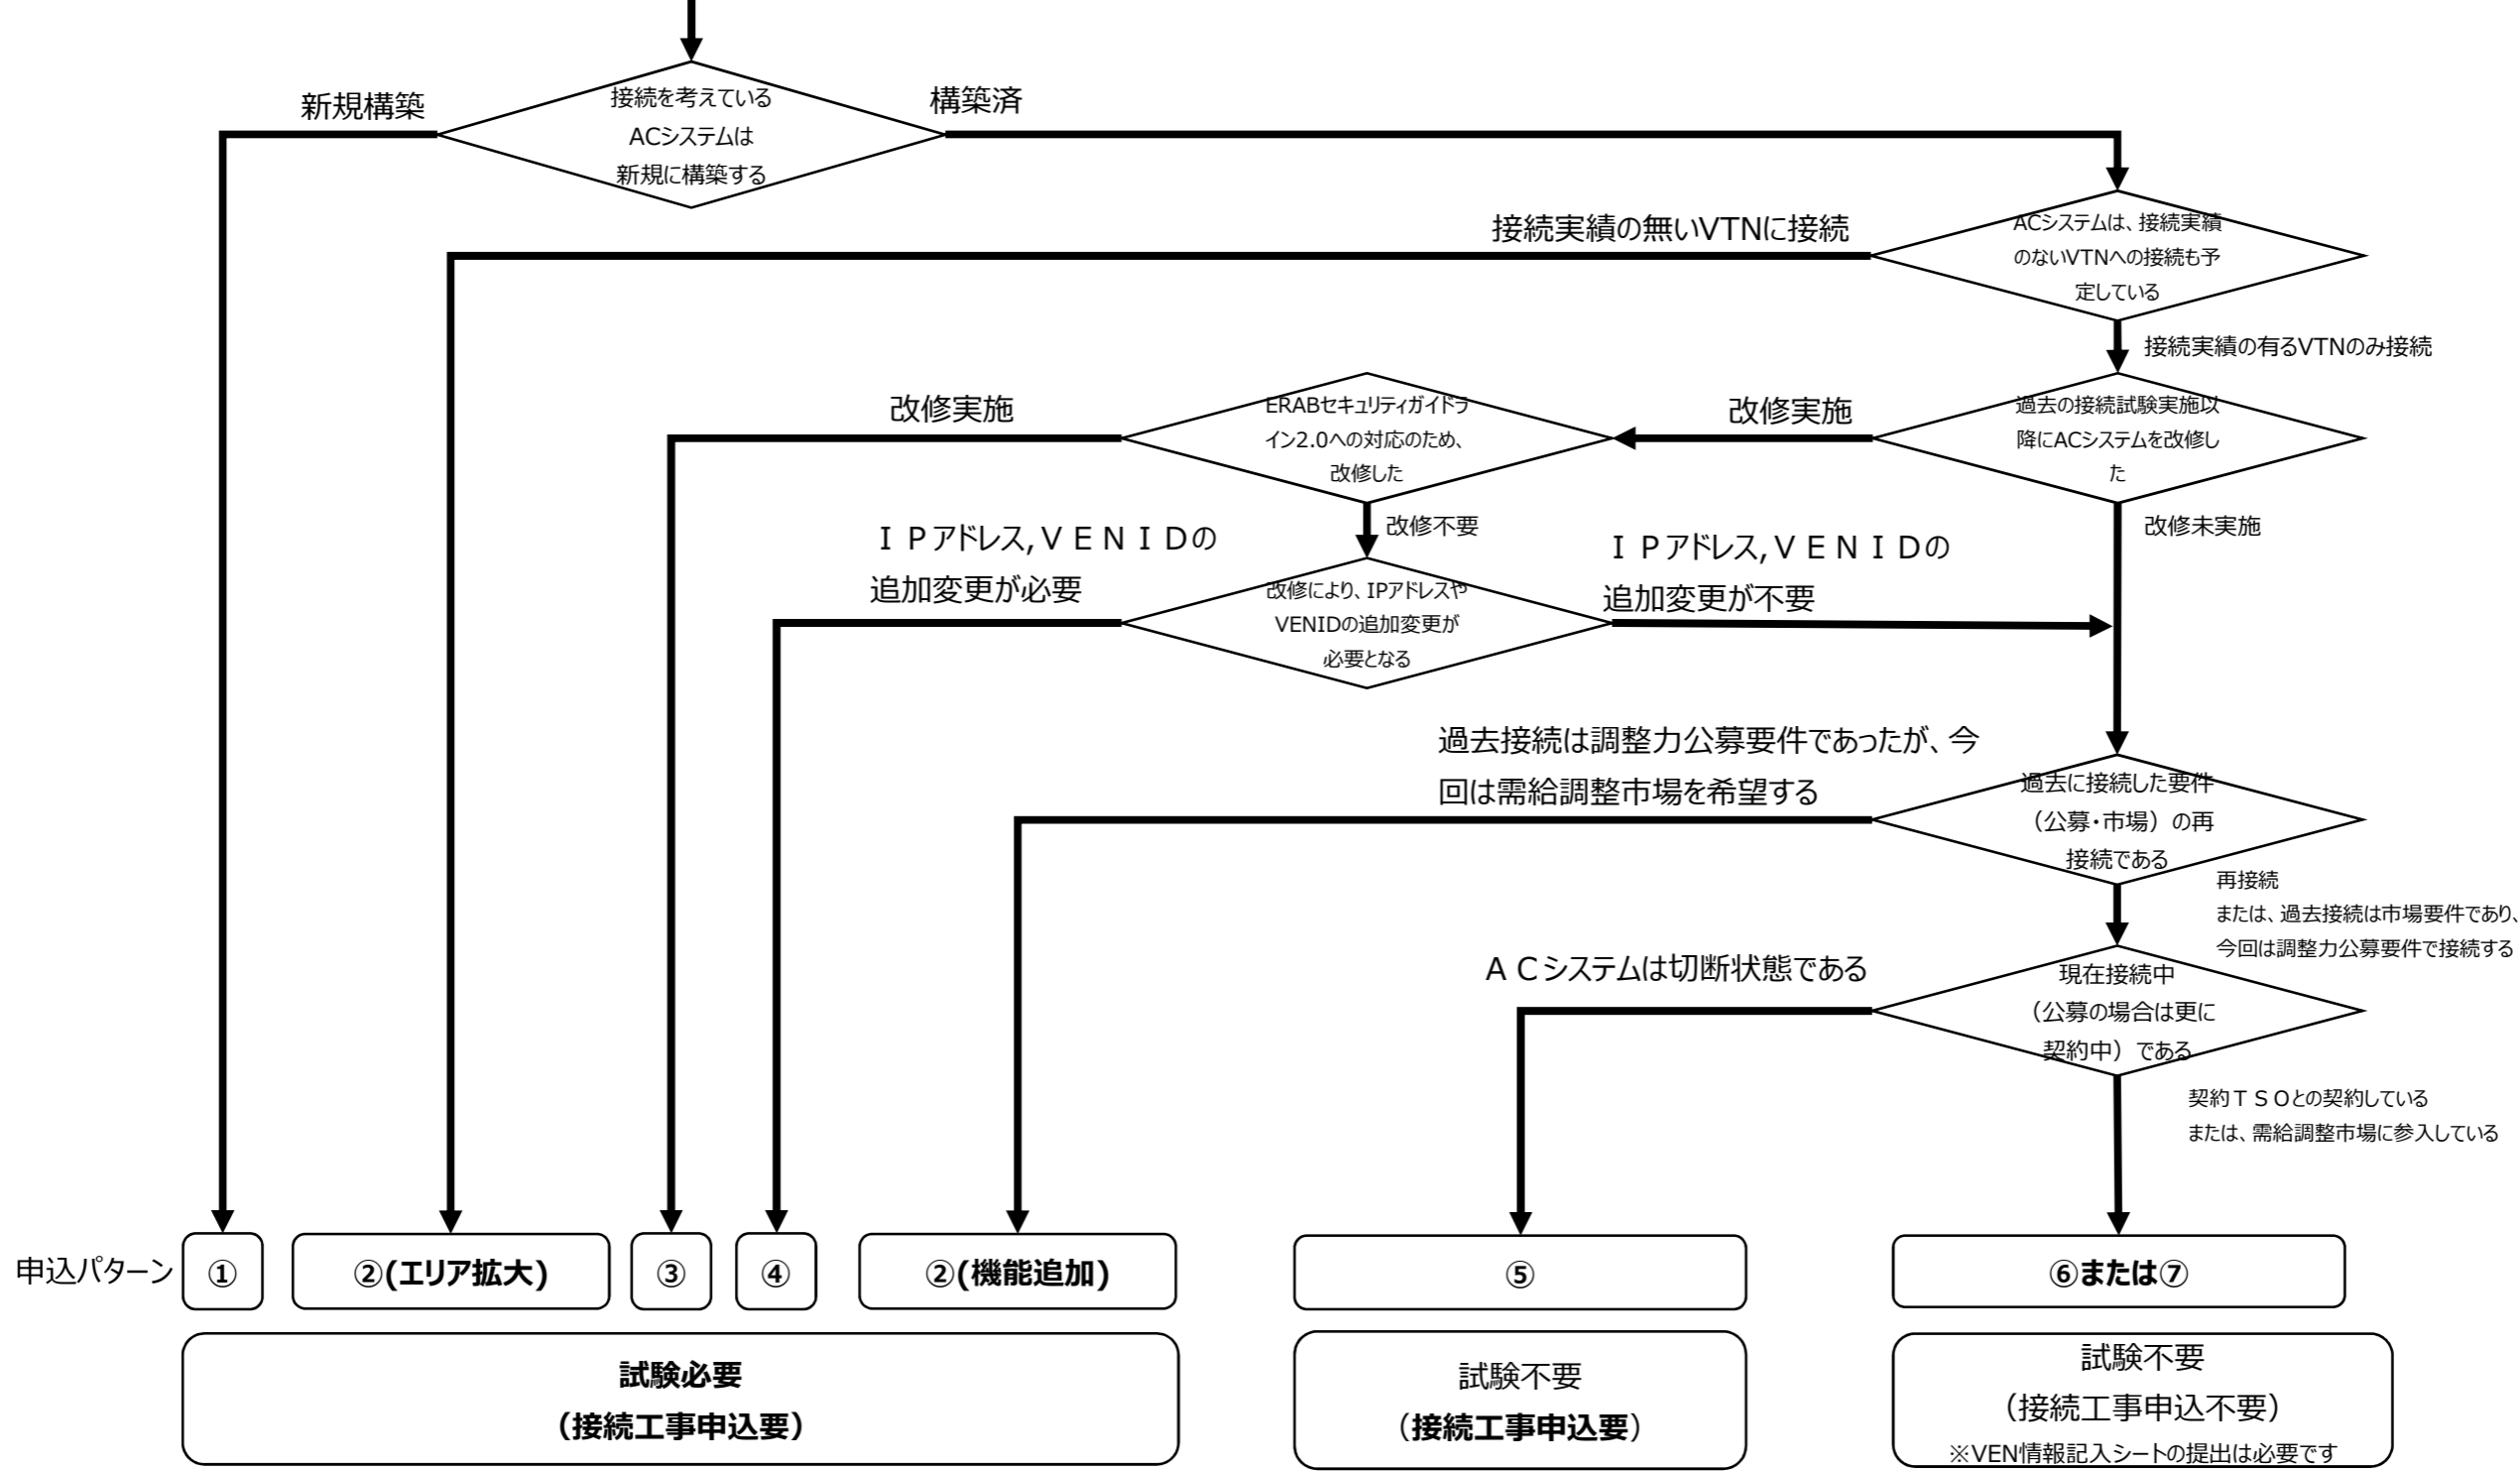 新規構築
接続を考えている
ACシステムは
新規に構築する
構築済
接続実績の無いVTNに接続
ACシステムは、接続実績
のないVTNへの接続も予
定している
接続実績の有るVTNのみ接続
改修実施
ERABセキュリティガイドラ
イン2.0への対応のため、
改修した
改修実施
過去の接続試験実施以
降にACシステムを改修し
た
改修不要
改修未実施
ＩＰアドレス,ＶＥＮＩＤの
追加変更が必要
改修により、IPアドレスや
VENIDの追加変更が
必要となる
ＩＰアドレス,ＶＥＮＩＤの
追加変更が不要
過去接続は調整力公募要件であったが、今
回は需給調整市場を希望する
過去に接続した要件
（公募・市場）の再
接続である
再接続
または、過去接続は市場要件であり、
今回は調整力公募要件で接続する
ＡＣシステムは切断状態である
現在接続中
（公募の場合は更に
契約中）である
契約ＴＳＯとの契約している
または、需給調整市場に参入している
申込パターン
①
②(エリア拡大)
③
④
②(機能追加)
⑤
⑥または⑦
試験必要
（接続工事申込要）
試験不要
（接続工事申込要）
試験不要
（接続工事申込不要）
※VEN情報記入シートの提出は必要です